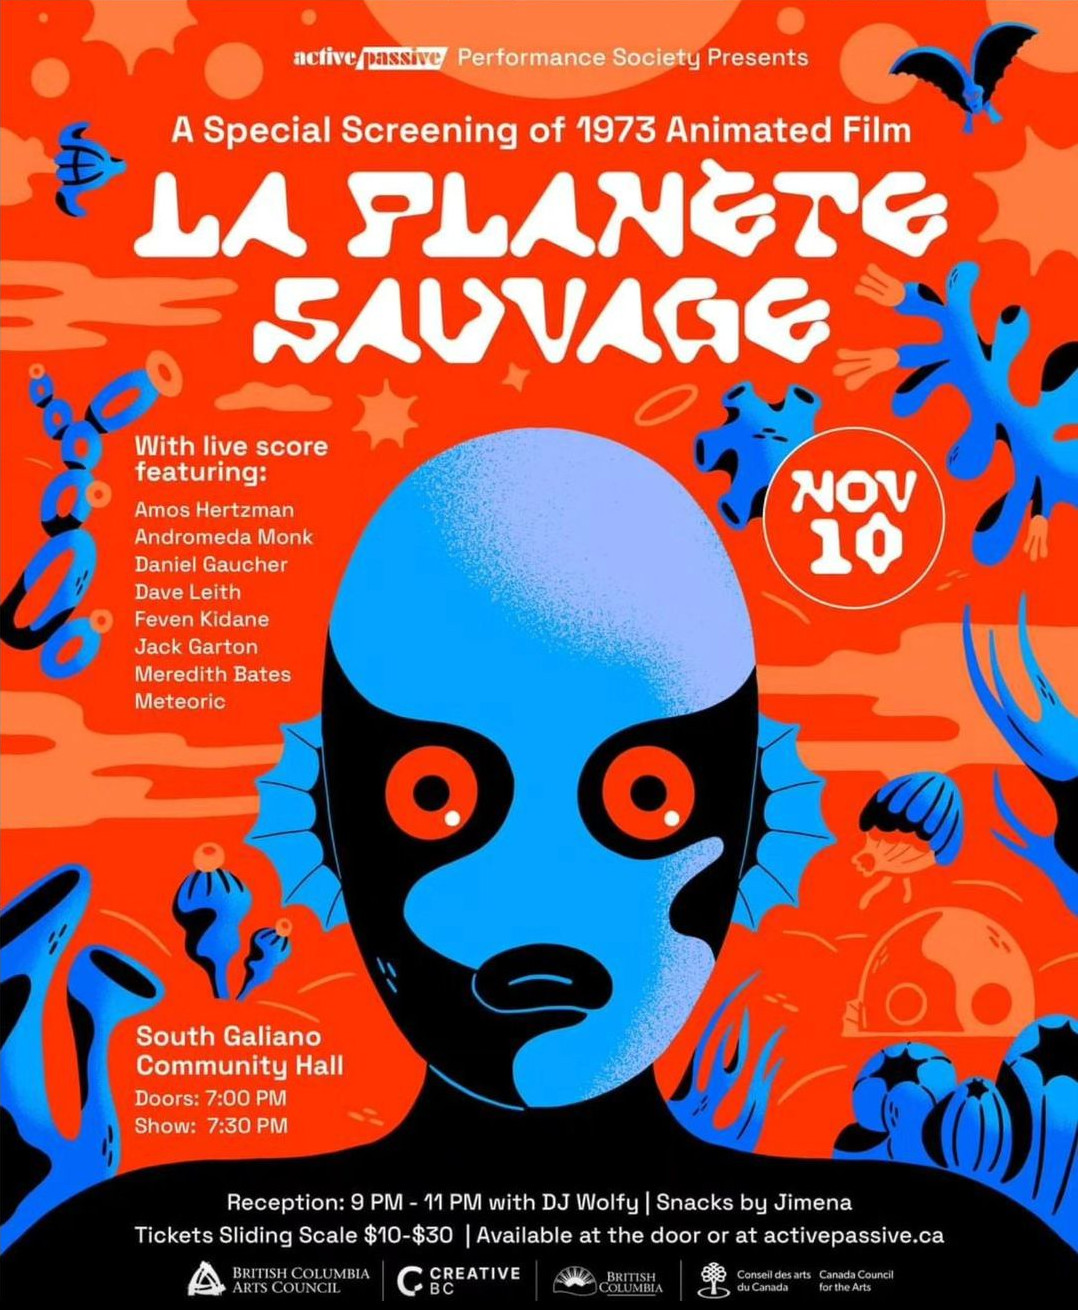 active/passive Performance Society Presents
A Special Screening of 1973 Animated Film
LA PLANÈTE
SAUVAGE
With live score
featuring:
Amos Hertzman
Andromeda Monk
Daniel Gaucher
Dave Leith
Feven Kidane
Jack Garton
Meredith Bates
Meteoric
NOV
10
South Galiano
Community Hall
Doors: 7:00 PM
Show: 7:30 PM
Reception: 9 PM - 11 PM with DJ Wolfy | Snacks by Jimena
Tickets Sliding Scale $10-$30 | Available at the door or at activepassive.ca
BRITISH COLUMBIA
ARTS COUNCIL
CREATIVE
BC
BRITISH
COLUMBIA
Conseil des arts
du Canada
Canada Council
for the Arts